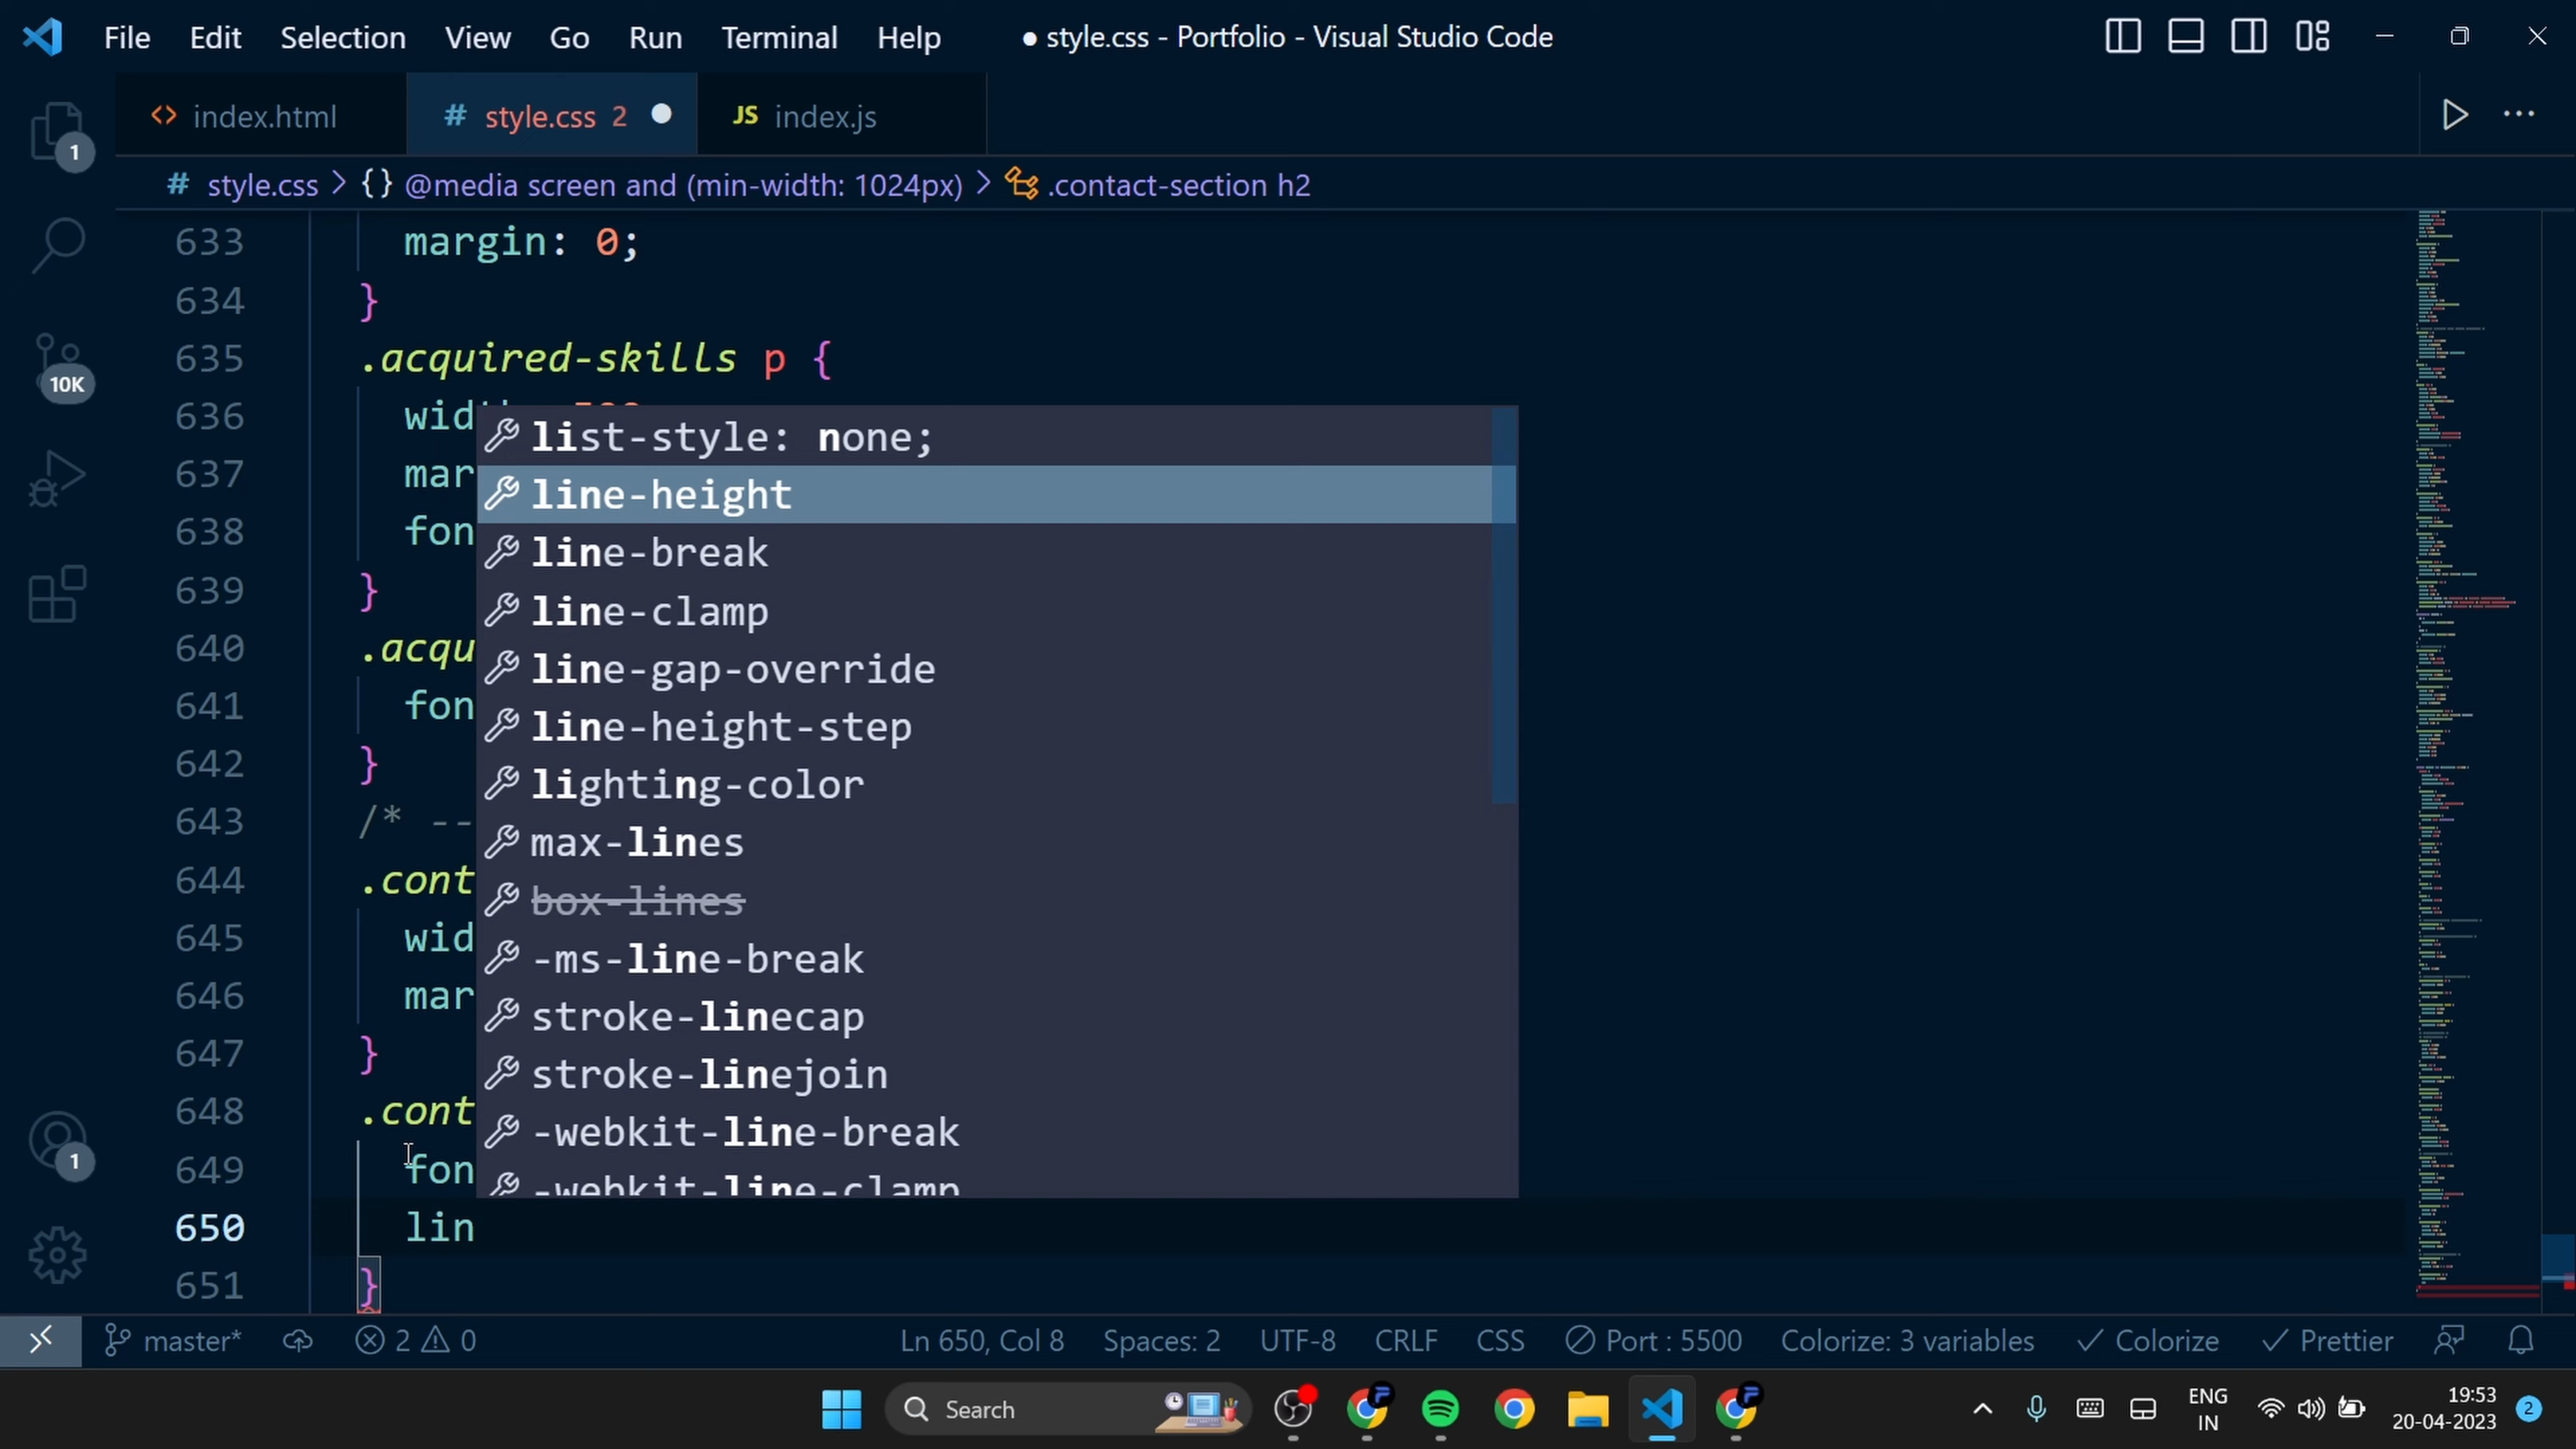 File Edit Selection View Go Run Terminal Help ● style.css - Portfolio - Visual Studio Code
<> index.html # style.css 2 ● JS index.js
# style.css > {} @media screen and (min-width: 1024px) > .contact-section h2
1
10K
1
633 margin: 0;
634 }
635 .acquired-skills p {
636 widt
637 mar
638 fon
639 }
640 .acqu
641 fon
642 }
643 /* --
644 .cont
645 wid
646 mar
647 }
648 .cont
649 fon
650 lin
651 }
list-style: none;
line-height
line-break
line-clamp
line-gap-override
line-height-step
lighting-color
max-lines
box-lines
-ms-line-break
stroke-linecap
stroke-linejoin
-webkit-line-break
-webkit-line-clamp
master* 2 0 Ln 650, Col 8 Spaces: 2 UTF-8 CRLF CSS Port : 5500 Colorize: 3 variables Colorize Prettier
Search ENG
IN
19:53
20-04-2023
2